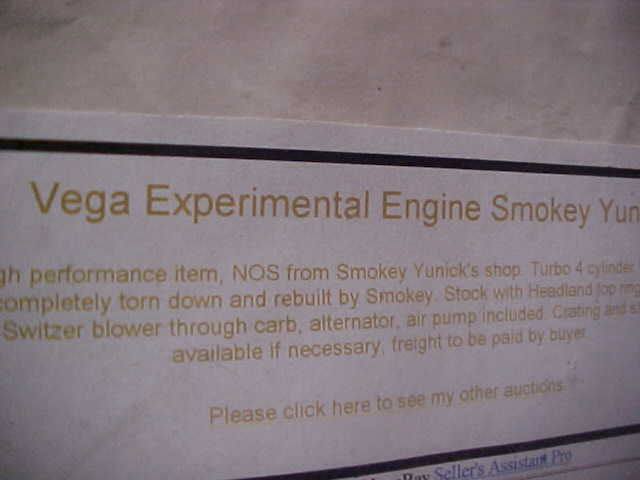 Vega Experimental Engine Smokey Yun
gh performance item, NOS from Smokey Yunick's shop. Turbo 4 cylinder
completely torn down and rebuilt by Smokey. Stock with Headland top ring
Switzer blower through carb, alternator, air pump included. Crating and s
available if necessary, freight to be paid by buyer
Please click here to see my other auctions.
Bay Seller's Assistant Pro